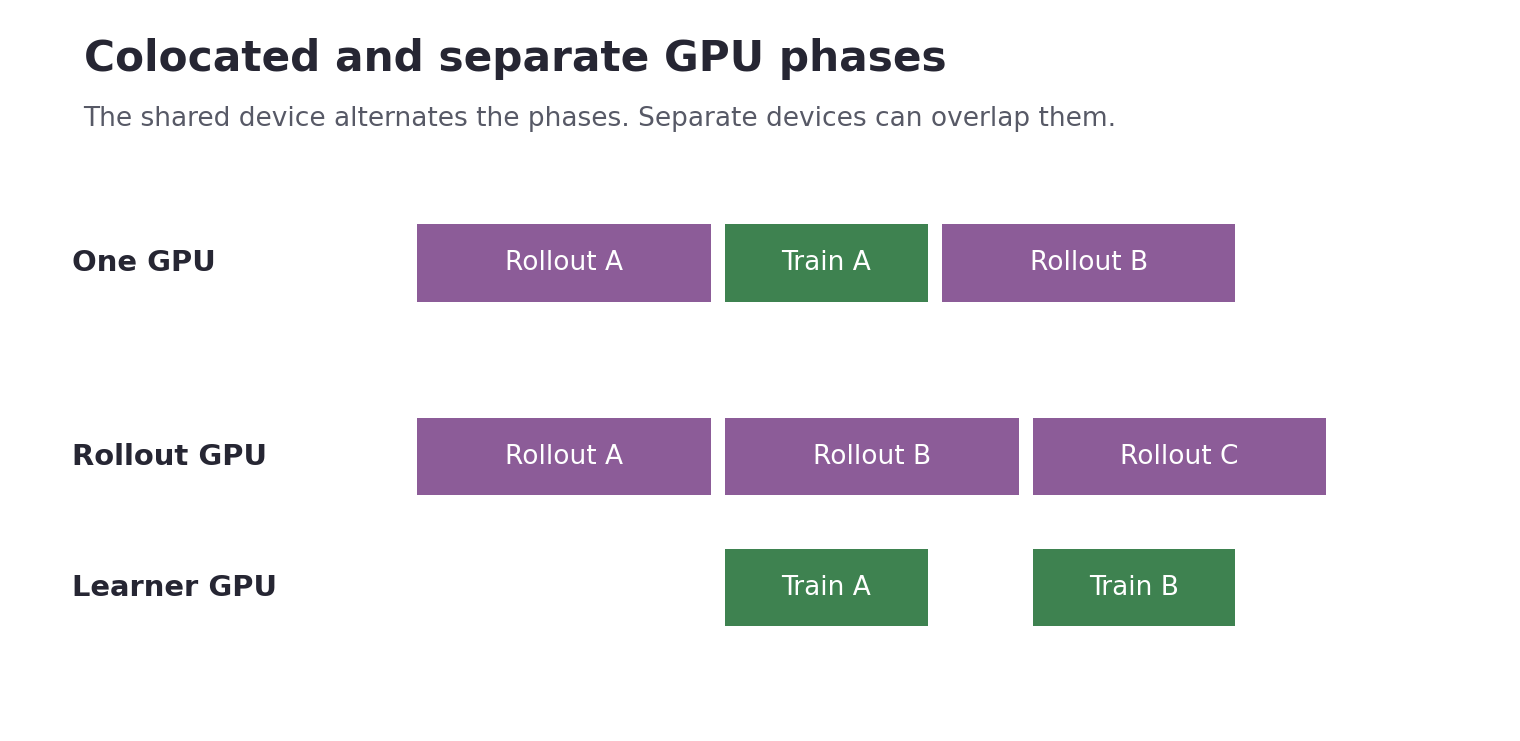 Colocated and separate GPU phases
The shared device alternates the phases. Separate devices can overlap them.
One GPU
Rollout A
Train A
Rollout B
Rollout GPU
Rollout A
Rollout B
Rollout C
Learner GPU
Train A
Train B